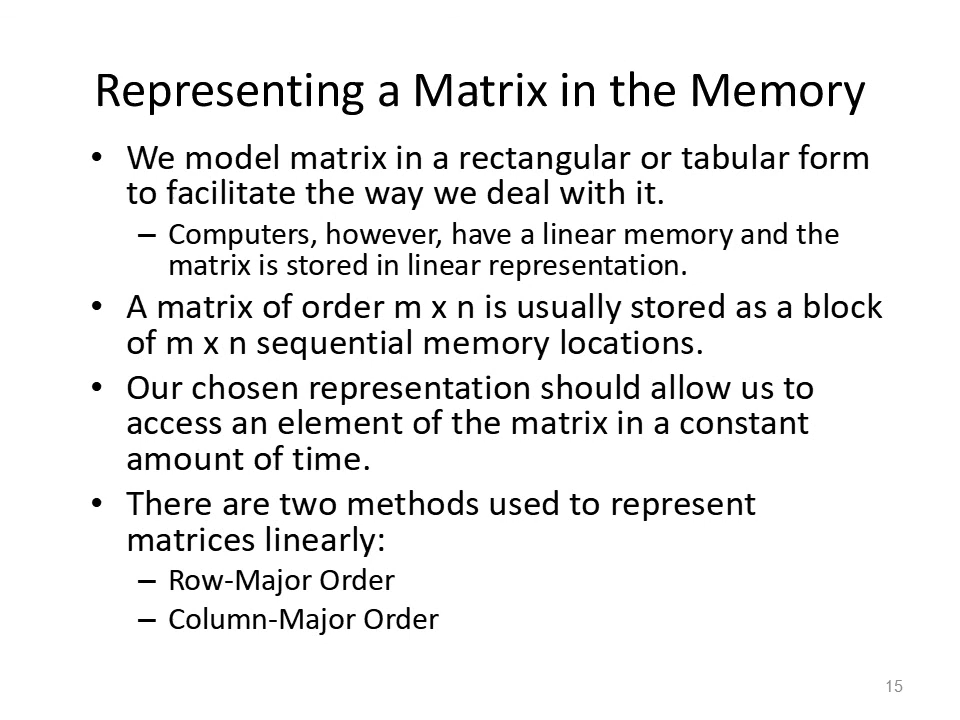 Representing a Matrix in the Memory
• We model matrix in a rectangular or tabular form
to facilitate the way we deal with it.
– Computers, however, have a linear memory and the
matrix is stored in linear representation.
• A matrix of order m x n is usually stored as a block
of m x n sequential memory locations.
• Our chosen representation should allow us to
access an element of the matrix in a constant
amount of time.
• There are two methods used to represent
matrices linearly:
– Row-Major Order
– Column-Major Order
15